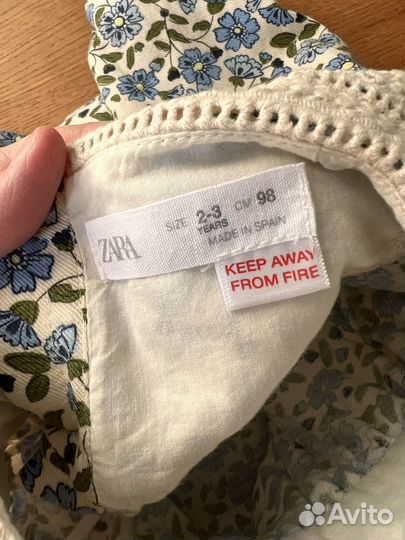 ZARA
SIZE 2-3 YEARS CM 98
MADE IN SPAIN
KEEP AWAY
FROM FIRE
Avito